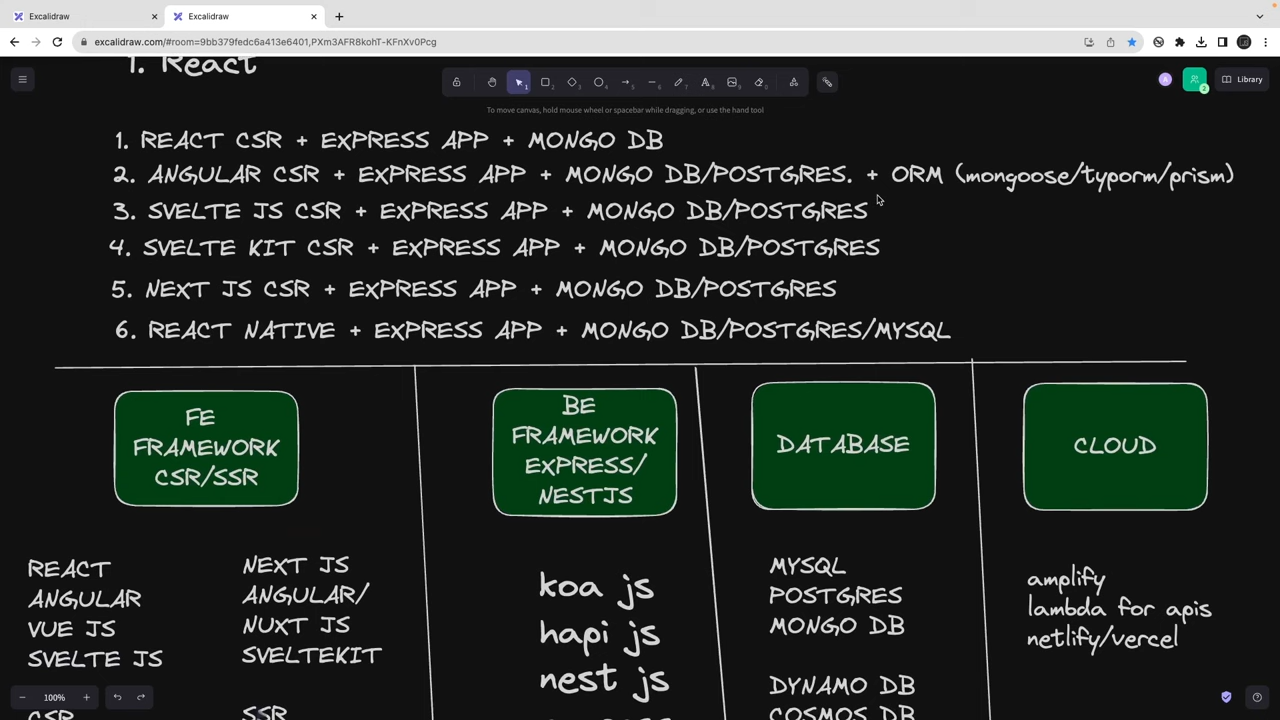 Excalidraw
Excalidraw
excalidraw.com/#room=9bb379fedc6a413e6401,PXm3AFR8kohT-KFnXv0Pcg
1. React
Library
To move canvas, hold mouse wheel or spacebar while dragging, or use the hand tool
1. REACT CSR + EXPRESS APP + MONGO DB
2. ANGULAR CSR + EXPRESS APP + MONGO DB/POSTGRES. + ORM (mongoose/typorm/prism)
3. SVELTE JS CSR + EXPRESS APP + MONGO DB/POSTGRES
4. SVELTE KIT CSR + EXPRESS APP + MONGO DB/POSTGRES
5. NEXT JS CSR + EXPRESS APP + MONGO DB/POSTGRES
6. REACT NATIVE + EXPRESS APP + MONGO DB/POSTGRES/MYSQL
FE
FRAMEWORK
CSR/SSR
BE
FRAMEWORK
EXPRESS/
NESTJS
DATABASE
CLOUD
REACT
ANGULAR
VUE JS
SVELTE JS
CSR
NEXT JS
ANGULAR/
NUXT JS
SVELTEKIT
SSR
koa js
hapi js
nest js
MYSQL
POSTGRES
MONGO DB
DYNAMO DB
COSMOS DB
amplify
lambda for apis
netlify/vercel
100%